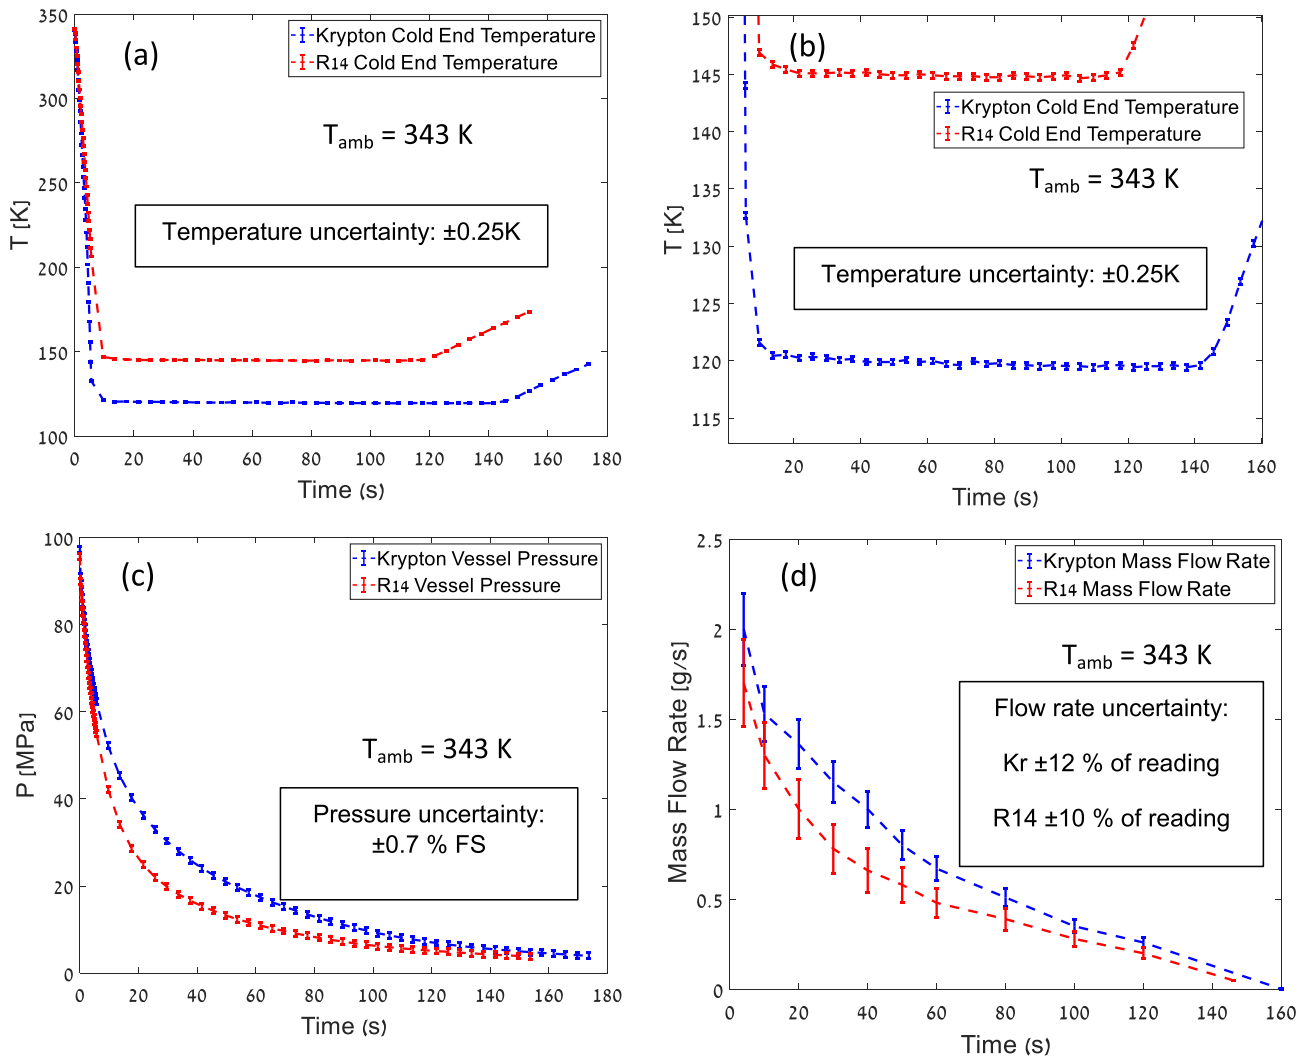 (a)
Krypton Cold End Temperature
R14 Cold End Temperature
Tamb = 343 K
Temperature uncertainty: ±0.25K
T [K]
350
300
250
200
150
100
0
20
40
60
80
100
120
140
160
180
Time (s)
(b)
Krypton Cold End Temperature
R14 Cold End Temperature
Tamb = 343 K
Temperature uncertainty: ±0.25K
T [K]
150
145
140
135
130
125
120
115
20
40
60
80
100
120
140
160
Time (s)
(c)
Krypton Vessel Pressure
R14 Vessel Pressure
Tamb = 343 K
Pressure uncertainty:
±0.7 % FS
P [MPa]
100
80
60
40
20
0
0
20
40
60
80
100
120
140
160
180
Time (s)
(d)
Krypton Mass Flow Rate
R14 Mass Flow Rate
Tamb = 343 K
Flow rate uncertainty:
Kr ±12 % of reading
R14 ±10 % of reading
Mass Flow Rate [g/s]
2.5
2
1.5
1
0.5
0
0
20
40
60
80
100
120
140
160
Time (s)